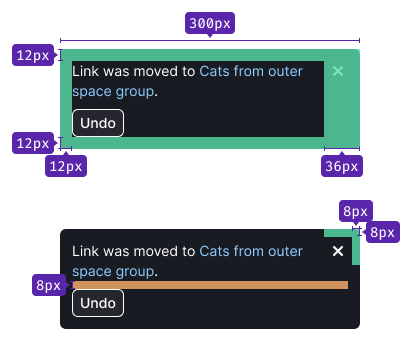 300px
12px
Link was moved to Cats from outer
space group.
Undo
12px
12px
36px
8px
8px
Link was moved to Cats from outer
space group.
8px
Undo